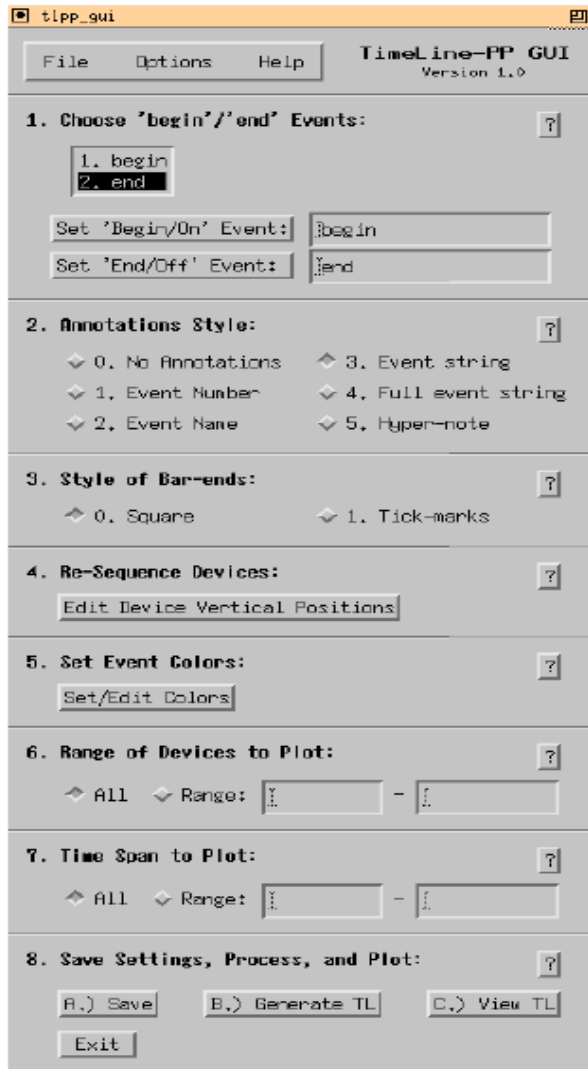 tlpp_gui
File Options Help TimeLine-PP GUI
Version 1.0
1. Choose 'begin'/'end' Events: ?
1. begin
2. end
Set 'Begin/On' Event: begin
Set 'End/Off' Event: end
2. Annotations Style: ?
0. No Annotations 3. Event string
1. Event Number 4. Full event string
2. Event Name 5. Hyper-note
3. Style of Bar-ends: ?
0. Square 1. Tick-marks
4. Re-Sequence Devices: ?
Edit Device Vertical Positions
5. Set Event Colors: ?
Set/Edit Colors
6. Range of Devices to Plot: ?
All Range: -
7. Time Span to Plot: ?
All Range: -
8. Save Settings, Process, and Plot: ?
A.) Save B.) Generate TL C.) View TL
Exit